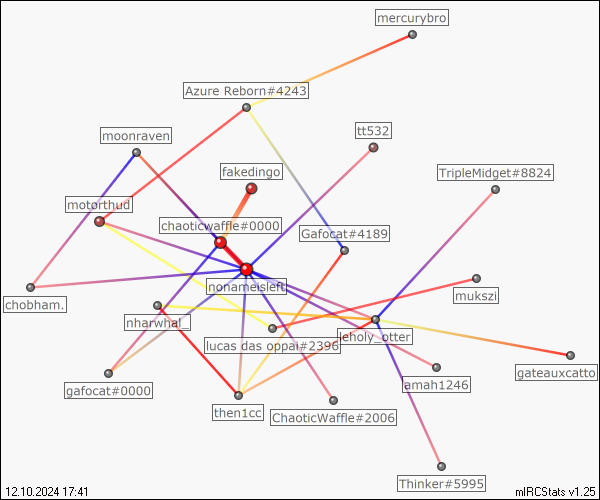 mercurybro
Azure Reborn#4243
tt532
moonraven
fakedingo
TripleMidget#8824
motorthud
chaoticwaffle#0000
Gafocat#4189
nonameisleft
mukszi
chobham.
nharwhal_
lucas das oppai#2396
leholy_otter
gateauxcatto
gafocat#0000
amah1246
then1cc
ChaoticWaffle#2006
Thinker#5995
12.10.2024 17:41
mIRCStats v1.25